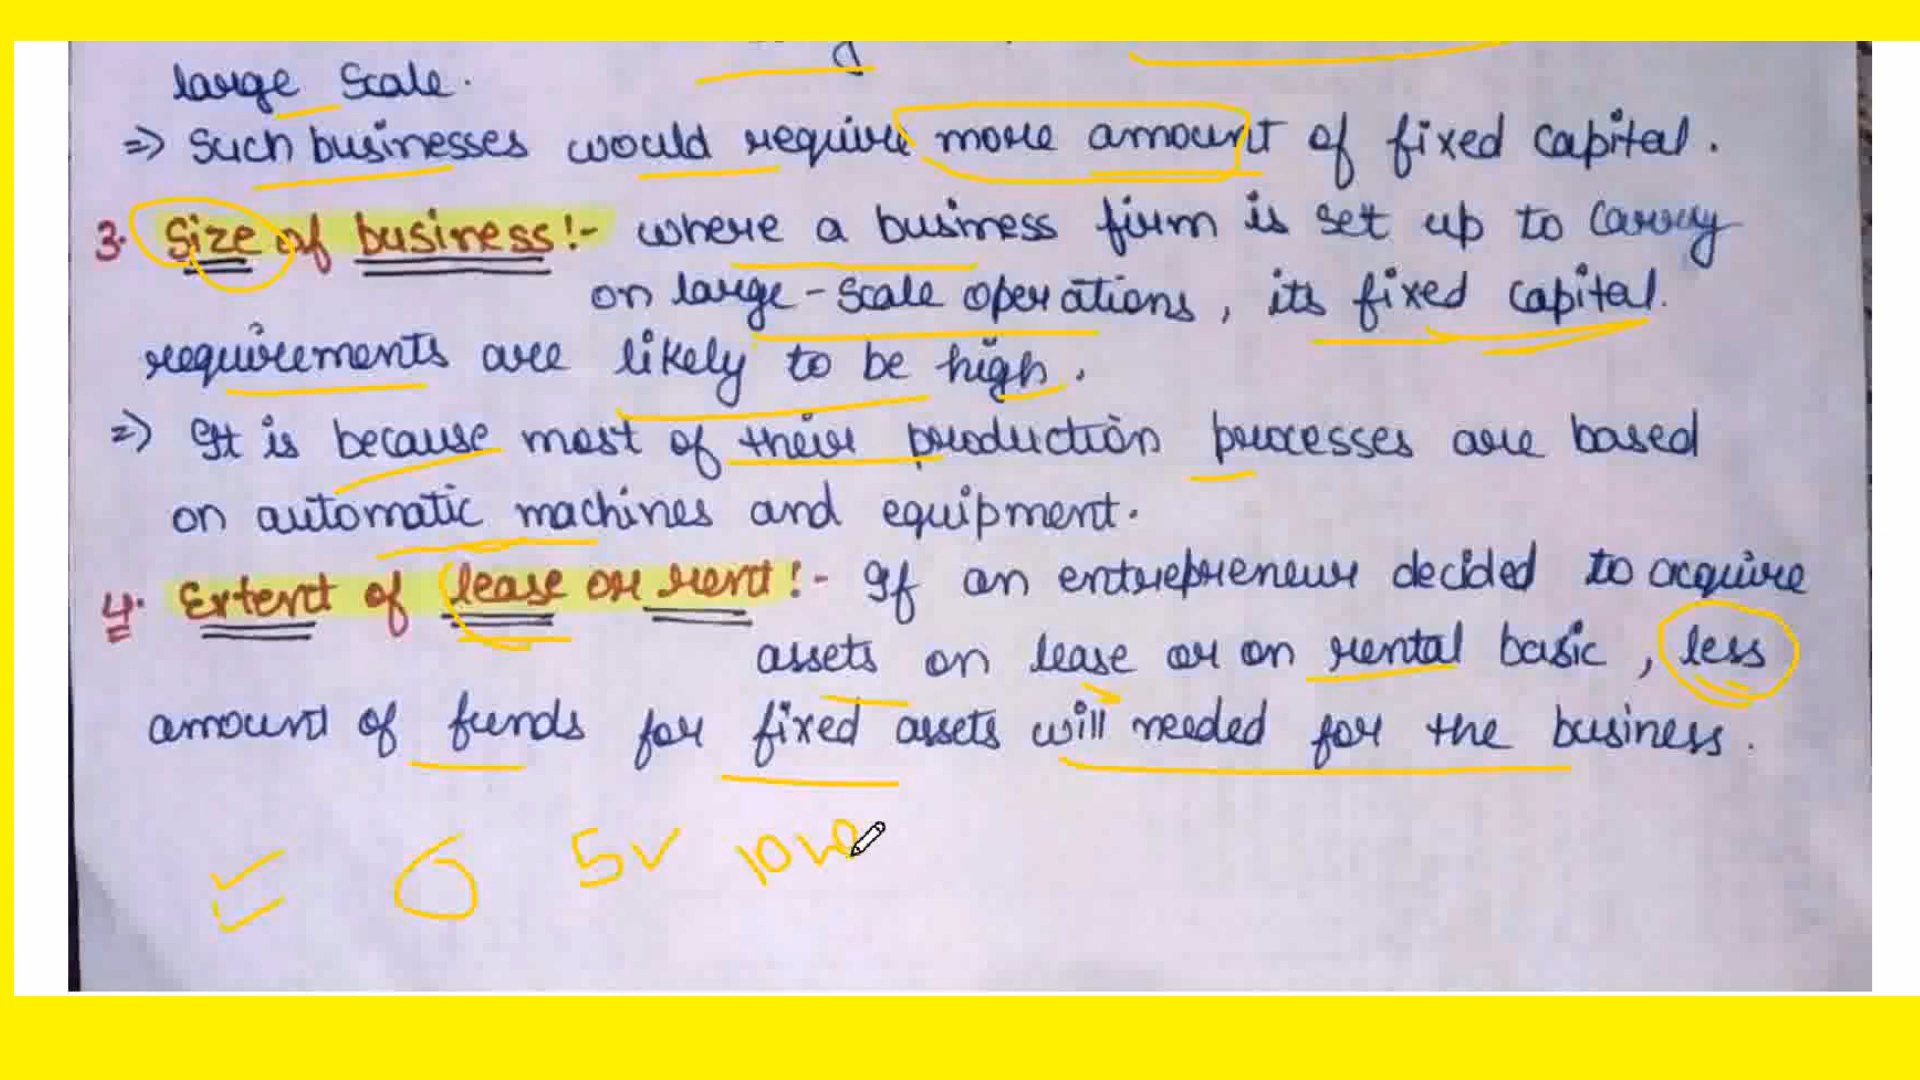 large Scale.
=> Such businesses would require more amount of fixed capital.
3. Size of business:- where a business firm is set up to carry
on large-scale operations, its fixed capital.
requirements are likely to be high.
=> It is because most of their production processes are based
on automatic machines and equipment.
4. Extent of lease or rent:- If an entrepreneur decided to acquire
assets on lease or on rental basic, less
amount of funds for fixed assets will needed for the business.
5 10